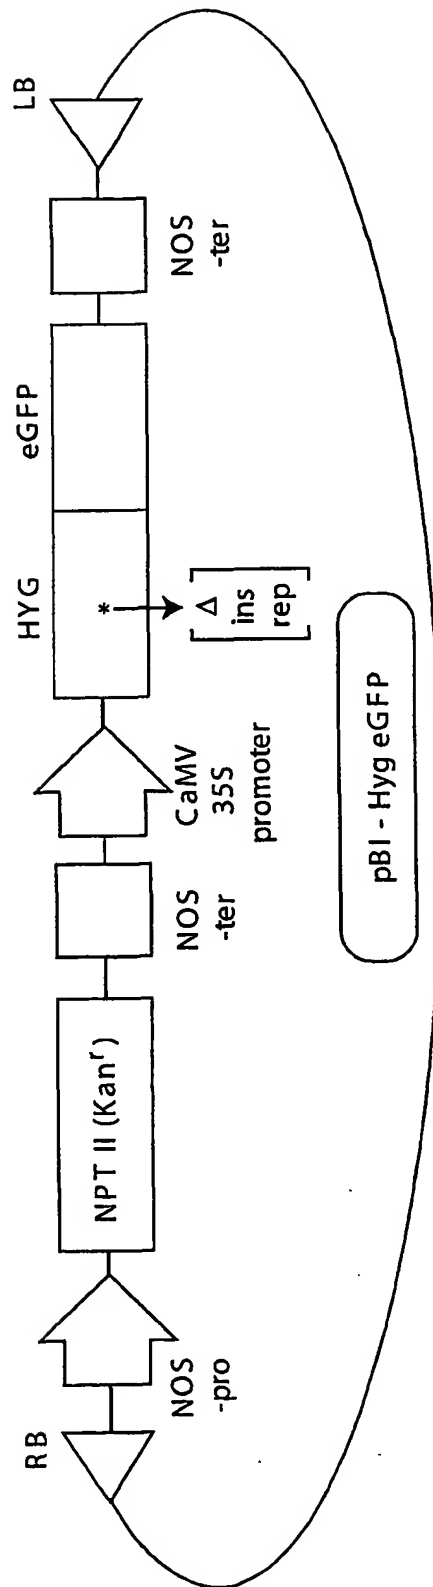 RB
NOS
-pro
NPT II (Kanʳ)
NOS
-ter
CaMV
35S
promoter
HYG
*
Δ
ins
rep
eGFP
NOS
-ter
LB
pBI - Hyg eGFP